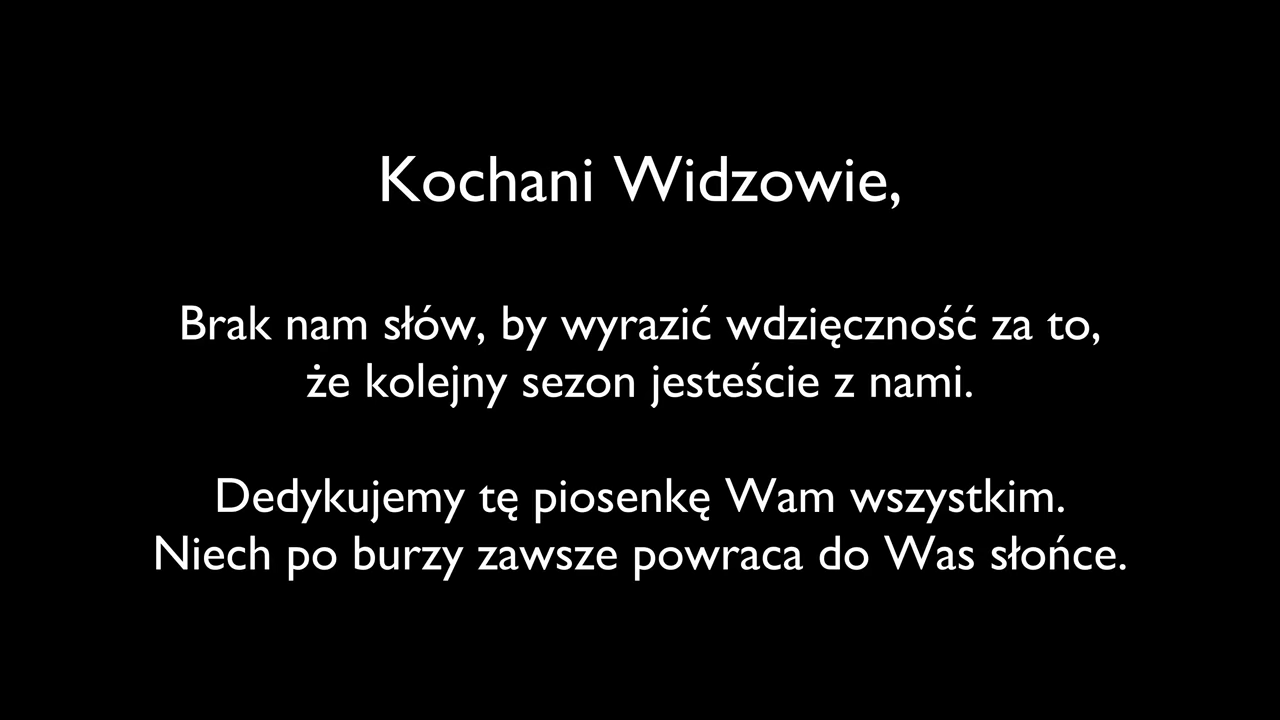 Kochani Widzowie,
Brak nam słów, by wyrazić wdzięczność za to,
że kolejny sezon jesteście z nami.
Dedykujemy tę piosenkę Wam wszystkim.
Niech po burzy zawsze powraca do Was słońce.